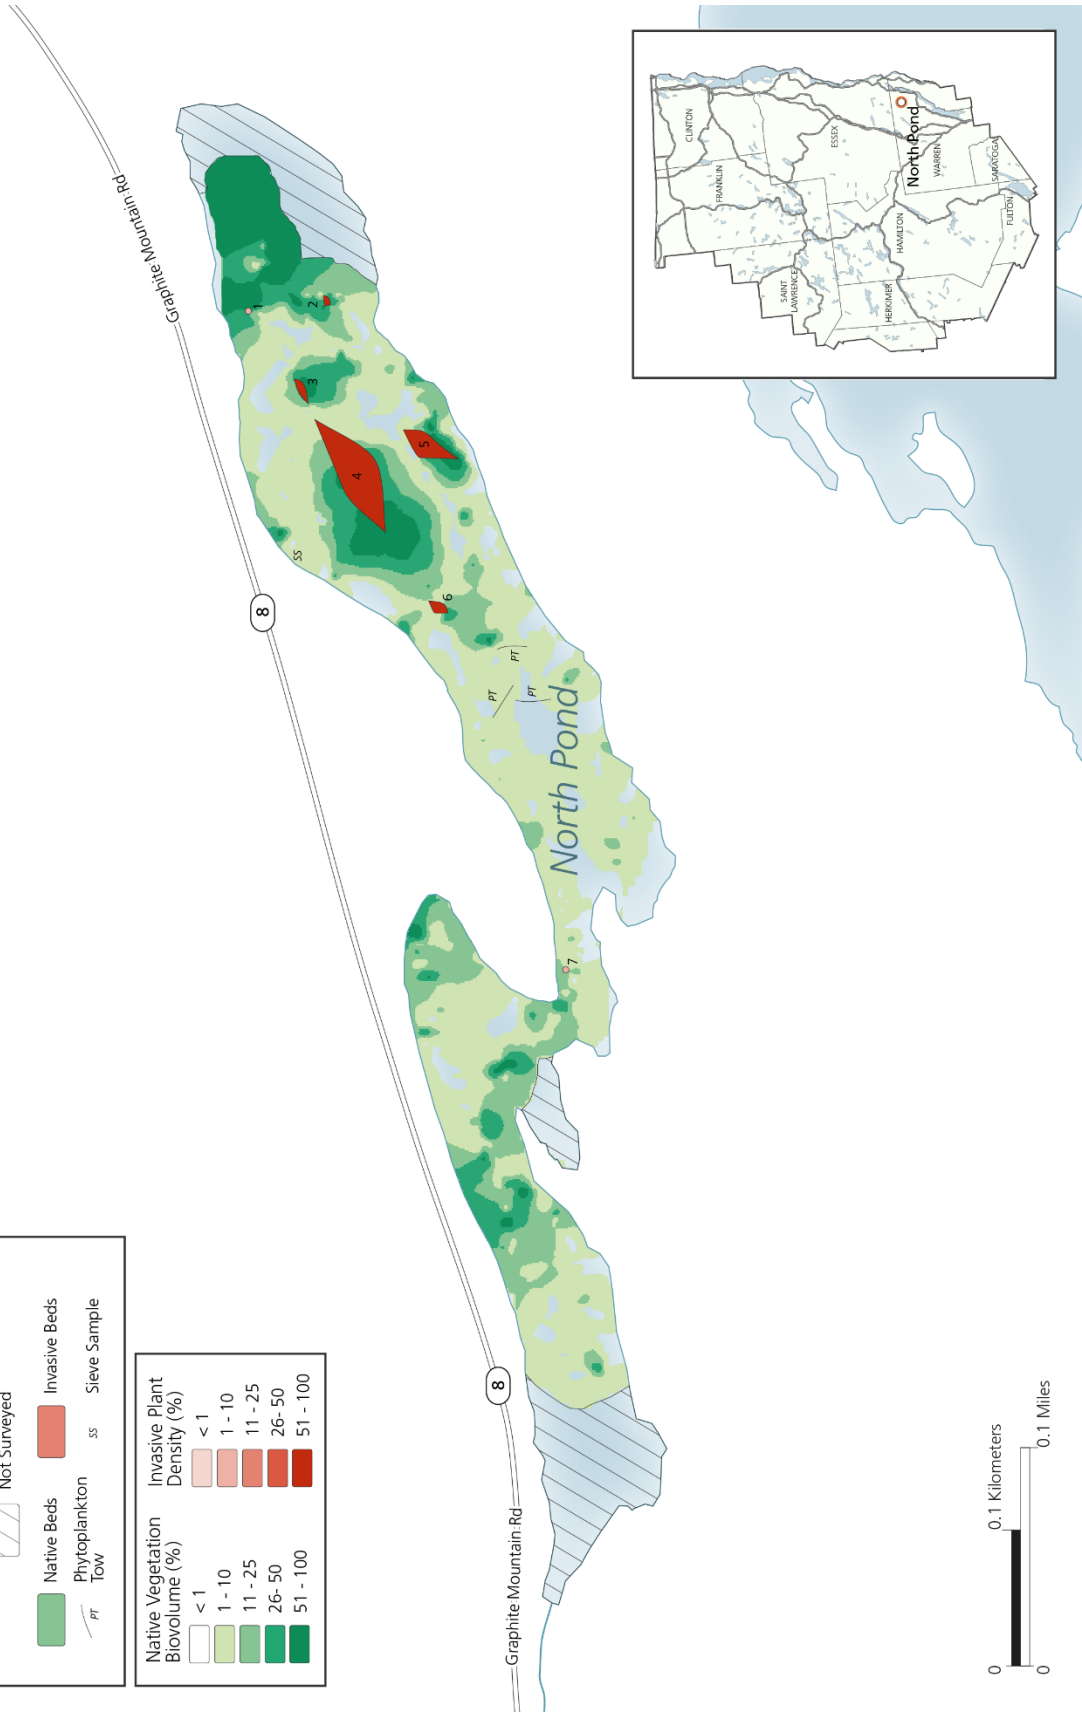 Graphite Mountain Rd
8
1
2
3
4
5
6
7
SS
PT
PT
PT
North Pond
8
Graphite Mountain Rd
CLINTON
FRANKLIN
ESSEX
North Pond
WARREN
SARATOGA
SAINT
LAWRENCE
HAMILTON
HERKIMER
FULTON
Not Surveyed
Native Beds
Invasive Beds
PT
Phytoplankton
Tow
SS
Sieve Sample
Native Vegetation
Biovolume (%)
< 1
1 - 10
11 - 25
26- 50
51 - 100
Invasive Plant
Density (%)
< 1
1 - 10
11 - 25
26- 50
51 - 100
0
0.1 Kilometers
0
0.1 Miles